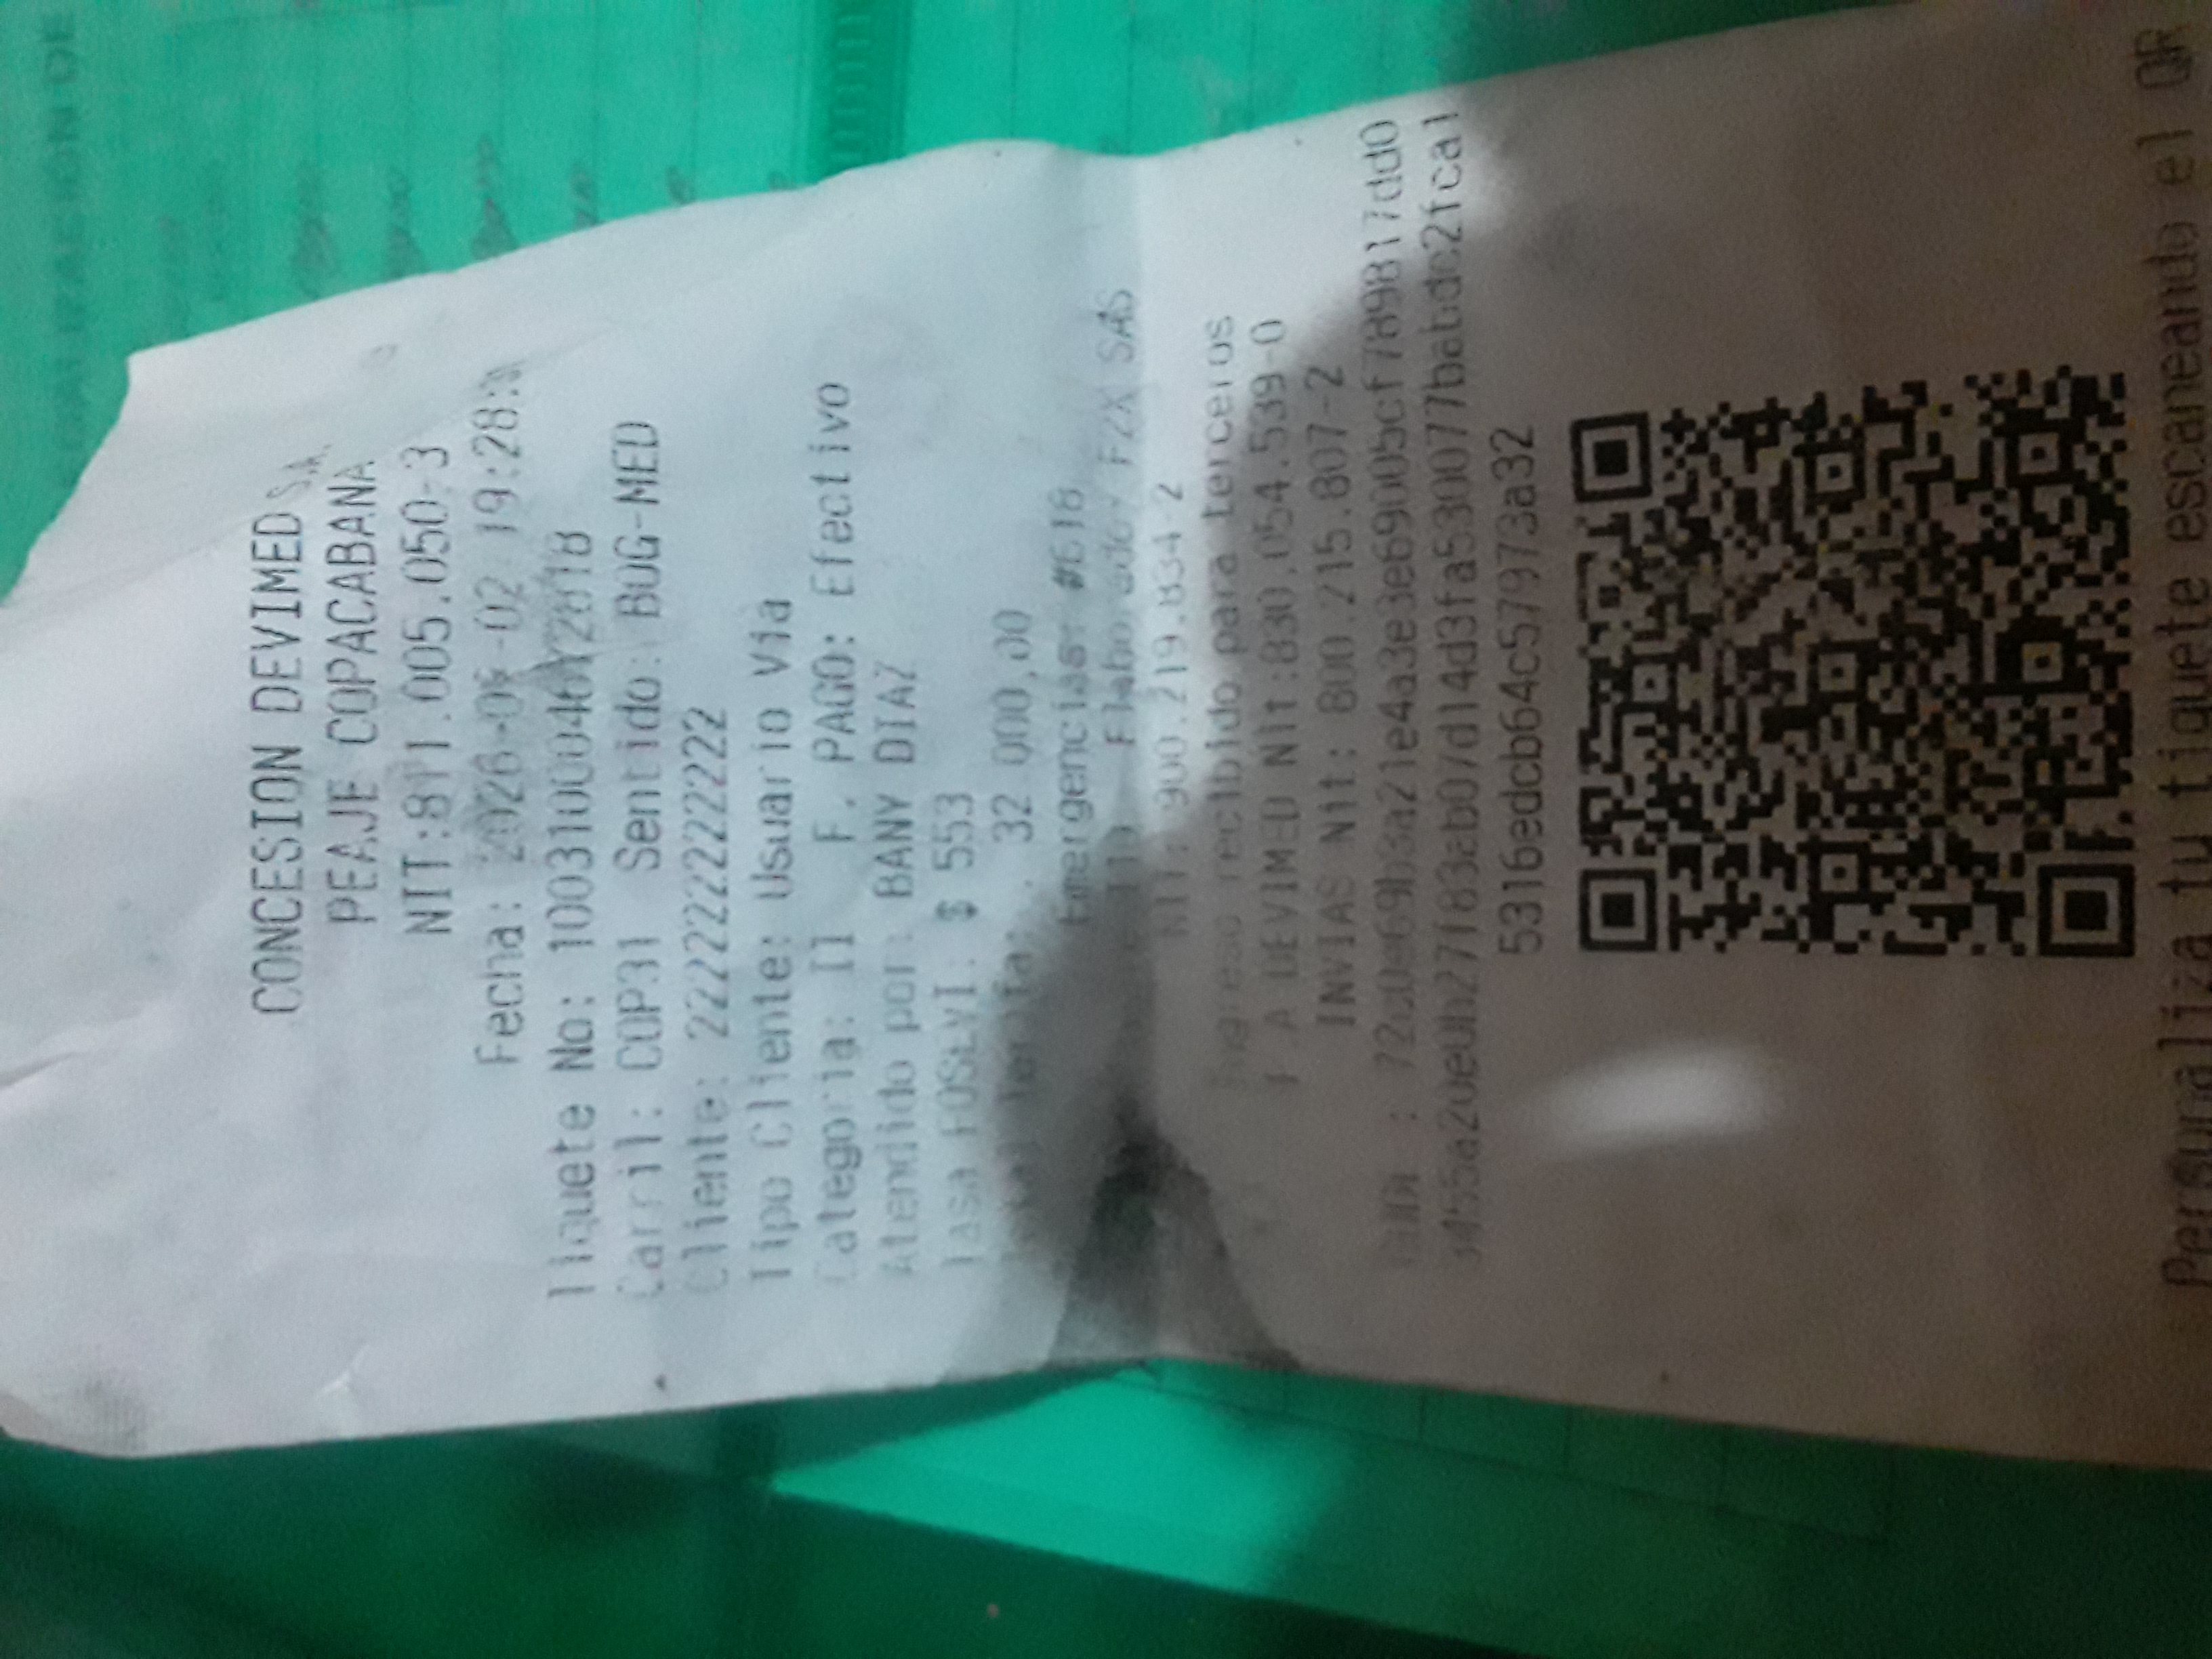 CONCESION DEVIMED S.A.
PEAJE COPACABANA
NIT:811.005.050-3
Fecha: 19:28:
Tiquete No:
Carril: COP31 Sentido: BOG-MED
Cliente: 222222222222
Tipo Cliente: Usuario Via
Categoria: II F. PAGO: Efectivo
Atendido por: BANY DIAZ
Tasa FOSEVI: $ 553
32 000,00
Emergencias: #618
Elaborado F2X SAS
NIT: 900.219.834-2
Ingreso recibido para terceros
DEVIMED Nit:830.054.539-0
INVIAS Nit: 800.215.807-2
5316edcb64c57973a32
Personaliza tu tiquete escaneando el QR